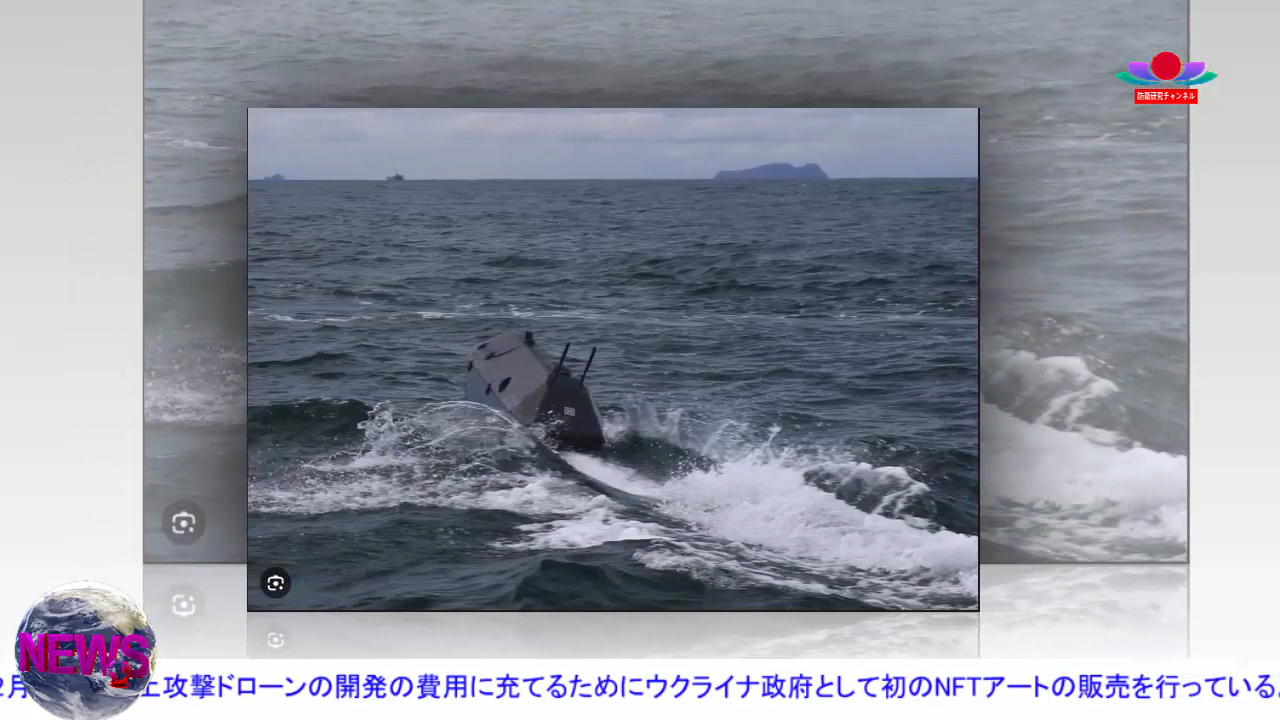 防衛研究チャンネル
NEWS
2月
上攻撃ドローンの開発の費用に充てるためにウクライナ政府として初のNFTアートの販売を行っている。